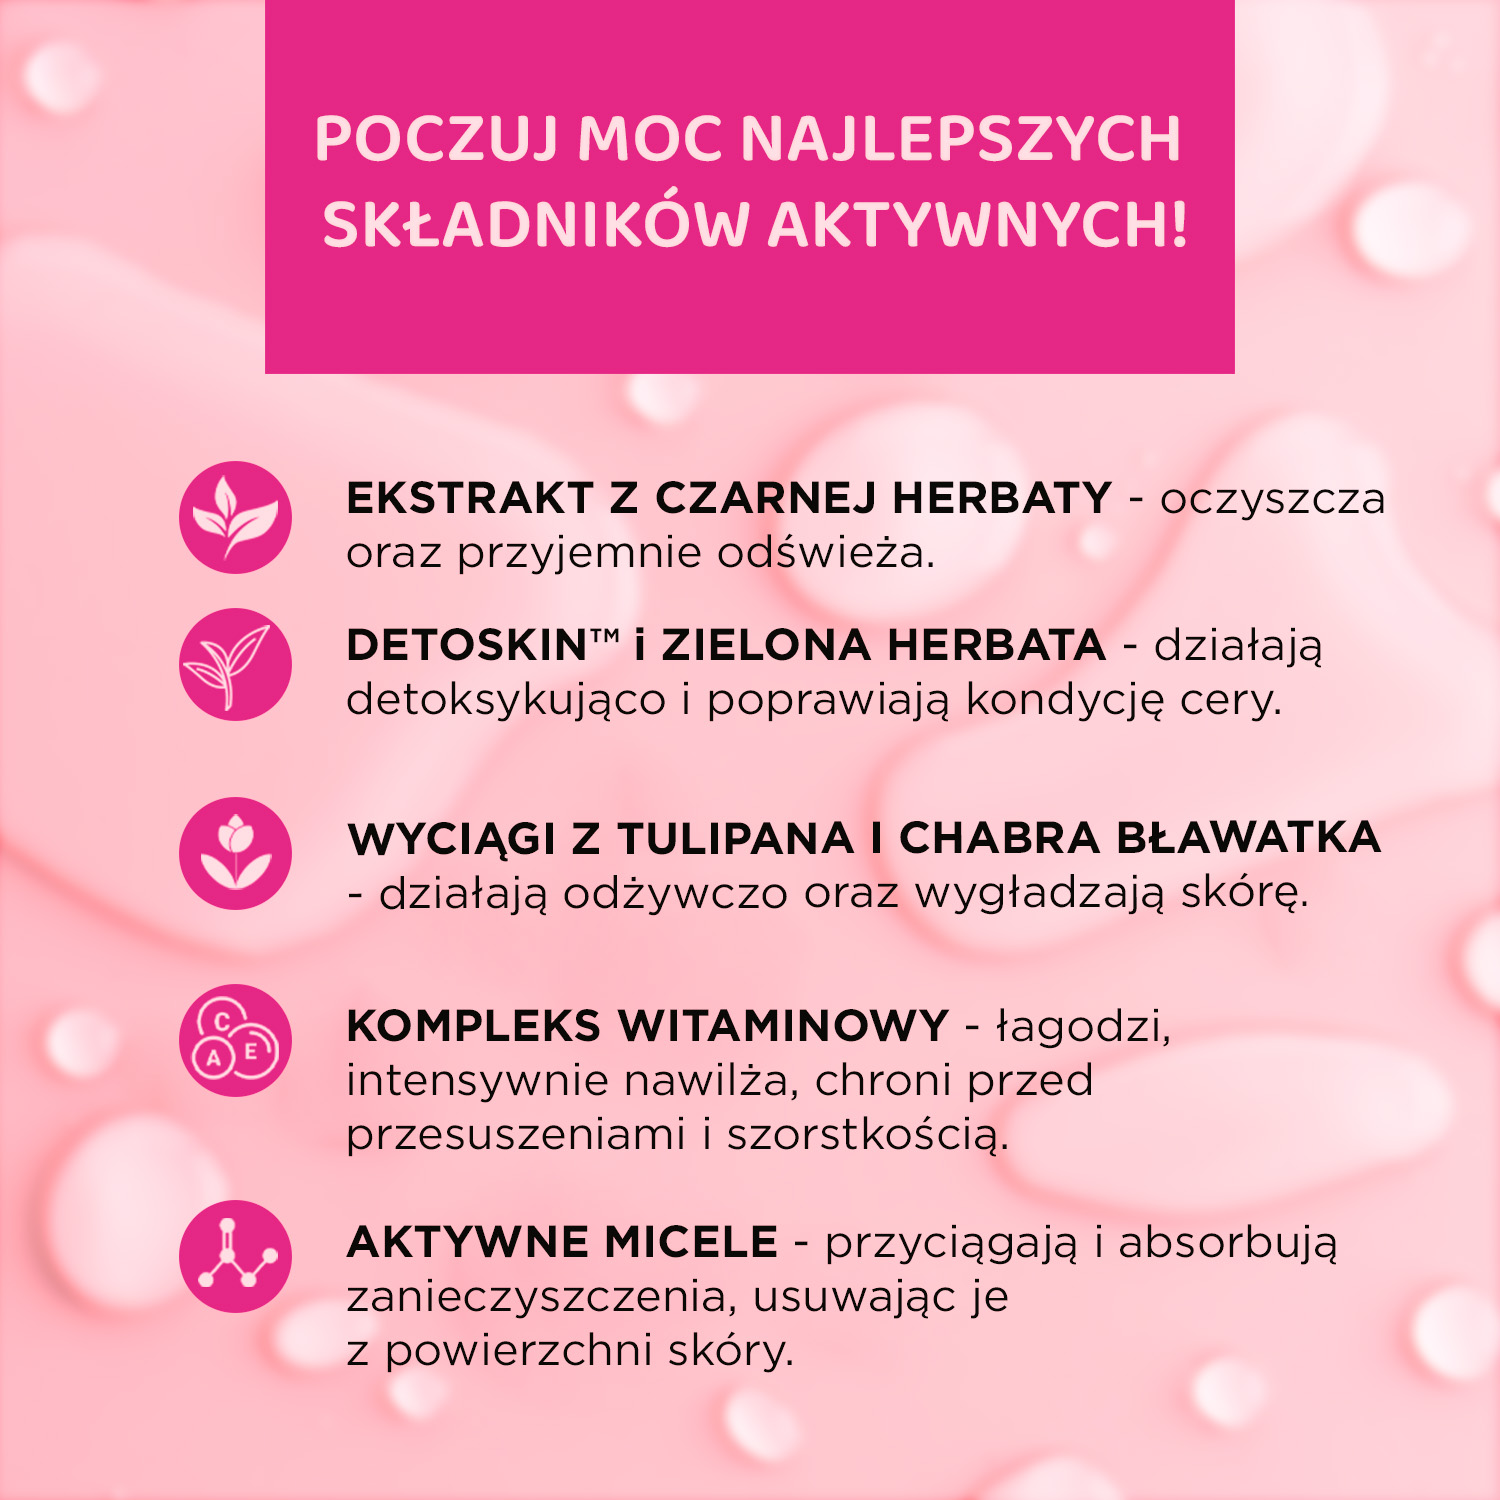 POCZUJ MOC NAJLEPSZYCH
SKŁADNIKÓW AKTYWNYCH!
EKSTRAKT Z CZARNEJ HERBATY - oczyszcza
oraz przyjemnie odświeża.
DETOSKIN™ i ZIELONA HERBATA - działają
detoksykująco i poprawiają kondycję cery.
WYCIĄGI Z TULIPANA I CHABRA BŁAWATKA
- działają odżywczo oraz wygładzają skórę.
C
A E
KOMPLEKS WITAMINOWY - łagodzi,
intensywnie nawilża, chroni przed
przesuszeniami i szorstkością.
AKTYWNE MICELE - przyciągają i absorbują
zanieczyszczenia, usuwając je
z powierzchni skóry.